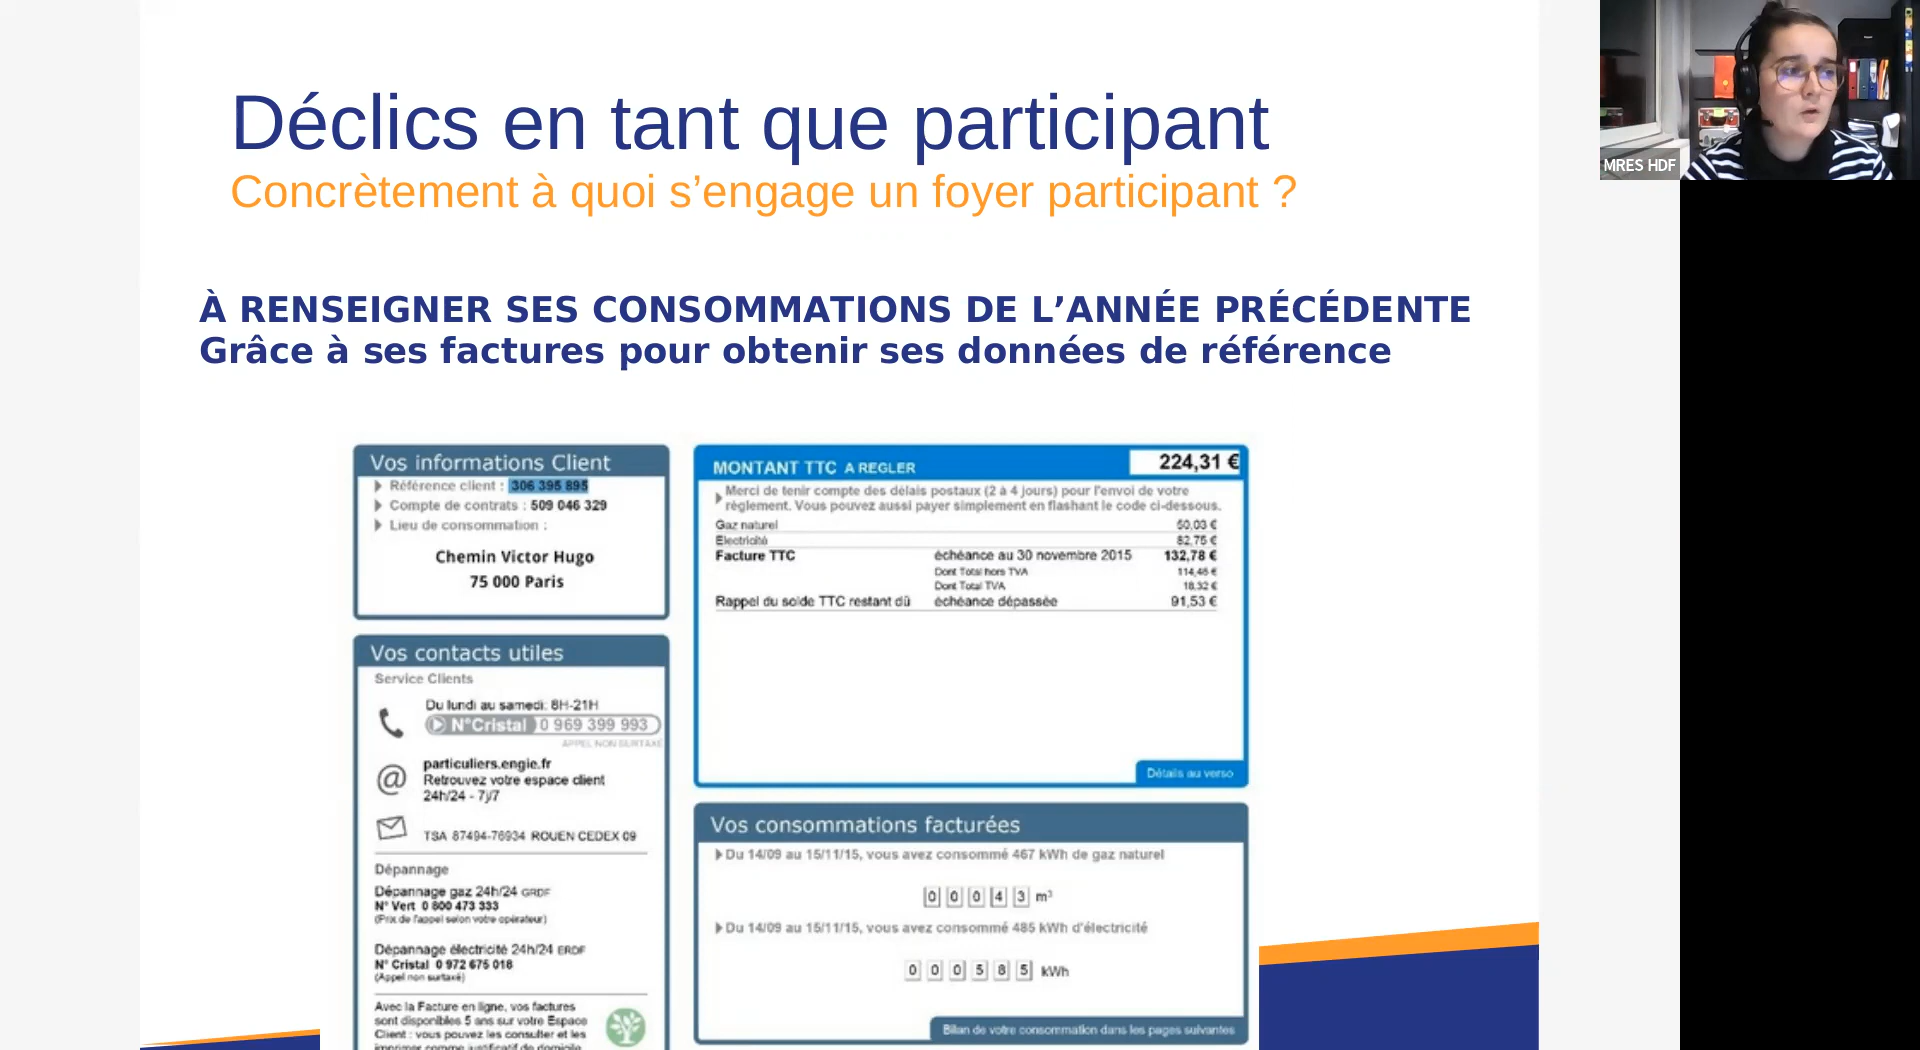 Déclics en tant que participant
Concrètement à quoi s’engage un foyer participant ?
MRES HDF
À RENSEIGNER SES CONSOMMATIONS DE L’ANNÉE PRÉCÉDENTE
Grâce à ses factures pour obtenir ses données de référence
Vos informations Client
Référence client : 306 395 895
Compte de contrats : 509 046 329
Lieu de consommation :
Chemin Victor Hugo
75 000 Paris
Vos contacts utiles
Service Clients
Du lundi au samedi: 8H-21H
N°Cristal 0 969 399 993
APPEL NON SURTAXE
@
particuliers.engie.fr
Retrouvez votre espace client
24h/24 - 7j/7
TSA 87494-76934 ROUEN CEDEX 09
Dépannage
Dépannage gaz 24h/24 GRDF
N° Vert 0 800 473 333
(Prix de l'appel selon votre opérateur)
Dépannage électricité 24h/24 ERDF
N° Cristal 0 972 675 018
(Appel non surtaxé)
Avec la Facture en ligne, vos factures
sont disponibles 5 ans sur votre Espace
Client : vous pouvez les consulter et les
imprimer comme justificatif de domicile
MONTANT TTC A REGLER
224,31 €
Merci de tenir compte des délais postaux (2 à 4 jours) pour l'envoi de votre
règlement. Vous pouvez aussi payer simplement en flashant le code ci-dessous.
Gaz naturel 50,03 €
Electricité 82,75 €
Facture TTC échéance au 30 novembre 2015 132,78 €
Dont Total hors TVA 114,46 €
Dont Total TVA 18,32 €
Rappel du solde TTC restant dû échéance dépassée 91,53 €
Détails au verso
Vos consommations facturées
Du 14/09 au 15/11/15, vous avez consommé 467 kWh de gaz naturel
0 0 0 4 3 m³
Du 14/09 au 15/11/15, vous avez consommé 485 kWh d'électricité
0 0 0 5 8 5 kWh
Bilan de votre consommation dans les pages suivantes